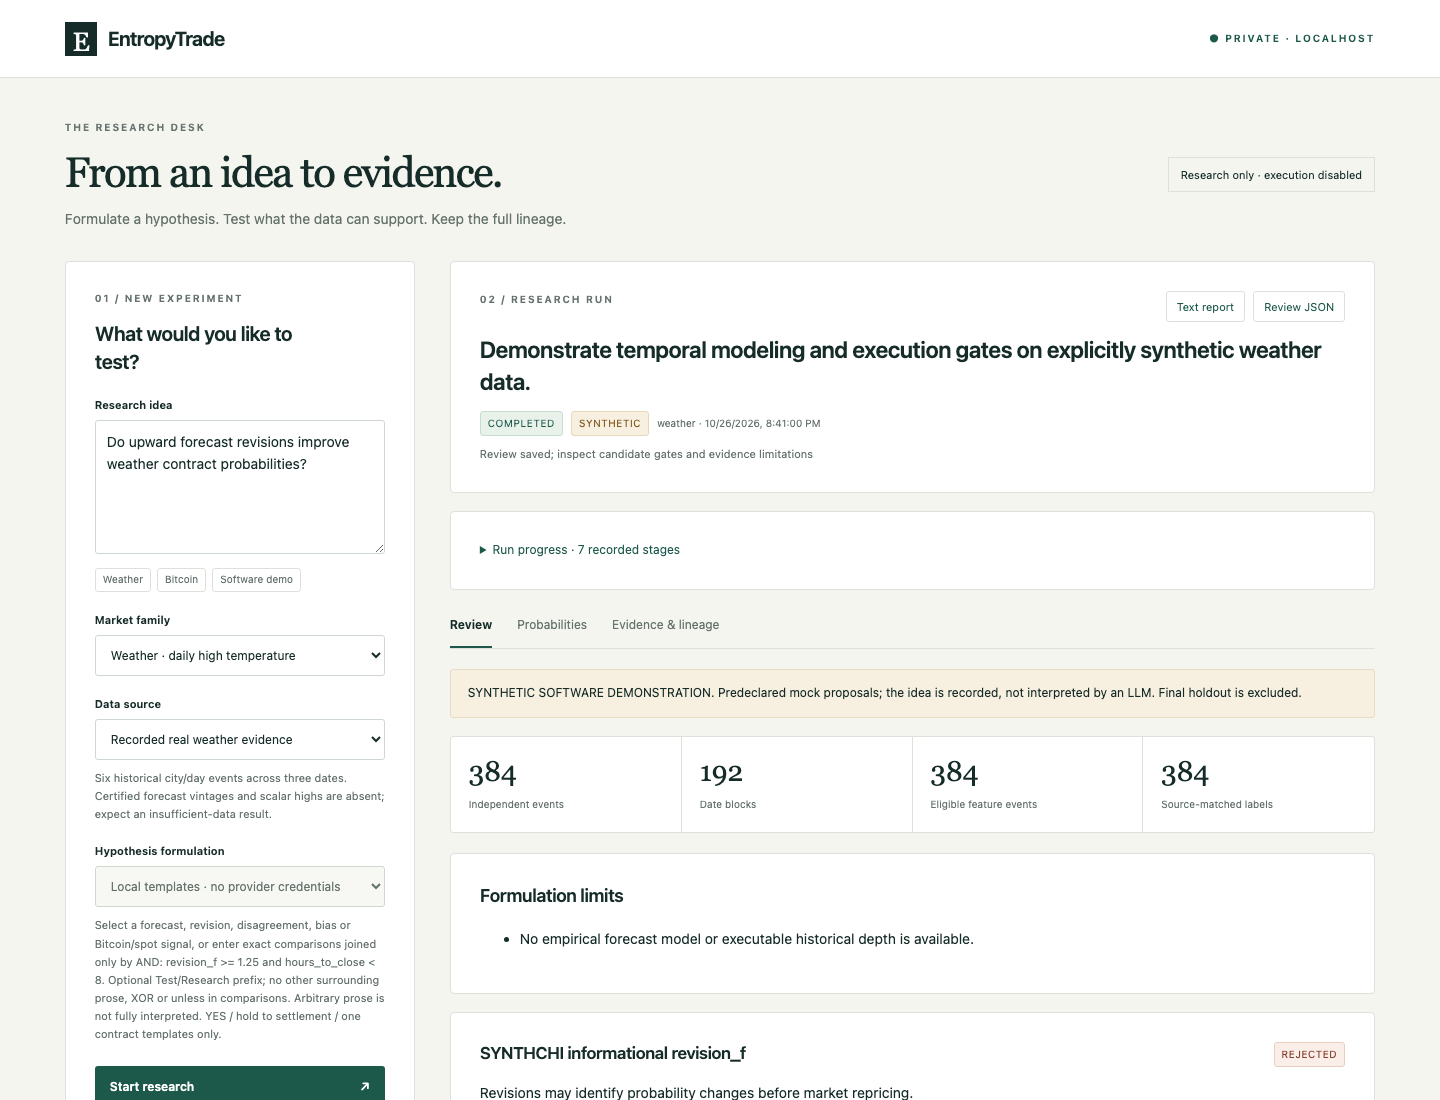 E EntropyTrade
PRIVATE · LOCALHOST
THE RESEARCH DESK
From an idea to evidence.
Research only · execution disabled
Formulate a hypothesis. Test what the data can support. Keep the full lineage.
01 / NEW EXPERIMENT
What would you like to
test?
Research idea
Do upward forecast revisions improve
weather contract probabilities?
Weather
Bitcoin
Software demo
Market family
Weather · daily high temperature
Data source
Recorded real weather evidence
Six historical city/day events across three dates.
Certified forecast vintages and scalar highs are absent;
expect an insufficient-data result.
Hypothesis formulation
Local templates · no provider credentials
Select a forecast, revision, disagreement, bias or
Bitcoin/spot signal, or enter exact comparisons joined
only by AND: revision_f >= 1.25 and hours_to_close <
8. Optional Test/Research prefix; no other surrounding
prose, XOR or unless in comparisons. Arbitrary prose is
not fully interpreted. YES / hold to settlement / one
contract templates only.
Start research
02 / RESEARCH RUN
Text report
Review JSON
Demonstrate temporal modeling and execution gates on explicitly synthetic weather
data.
COMPLETED
SYNTHETIC
weather · 10/26/2026, 8:41:00 PM
Review saved; inspect candidate gates and evidence limitations
Run progress · 7 recorded stages
Review
Probabilities
Evidence & lineage
SYNTHETIC SOFTWARE DEMONSTRATION. Predeclared mock proposals; the idea is recorded, not interpreted by an LLM. Final holdout is excluded.
384
Independent events
192
Date blocks
384
Eligible feature events
384
Source-matched labels
Formulation limits
No empirical forecast model or executable historical depth is available.
SYNTHCHI informational revision_f
REJECTED
Revisions may identify probability changes before market repricing.